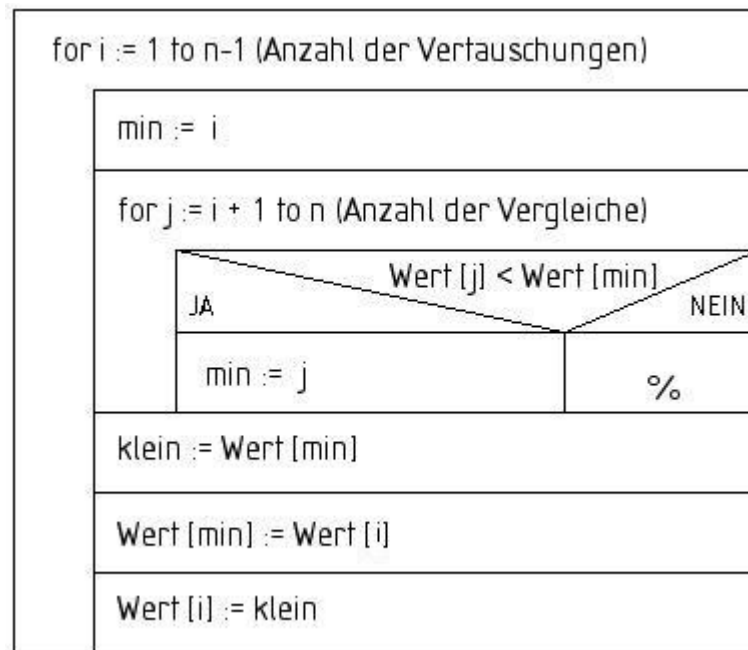 for i := 1 to n-1 (Anzahl der Vertauschungen)
min := i
for j := i + 1 to n (Anzahl der Vergleiche)
Wert [j] < Wert [min]
JA
NEIN
min := j
%
klein := Wert [min]
Wert [min] := Wert [i]
Wert [i] := klein